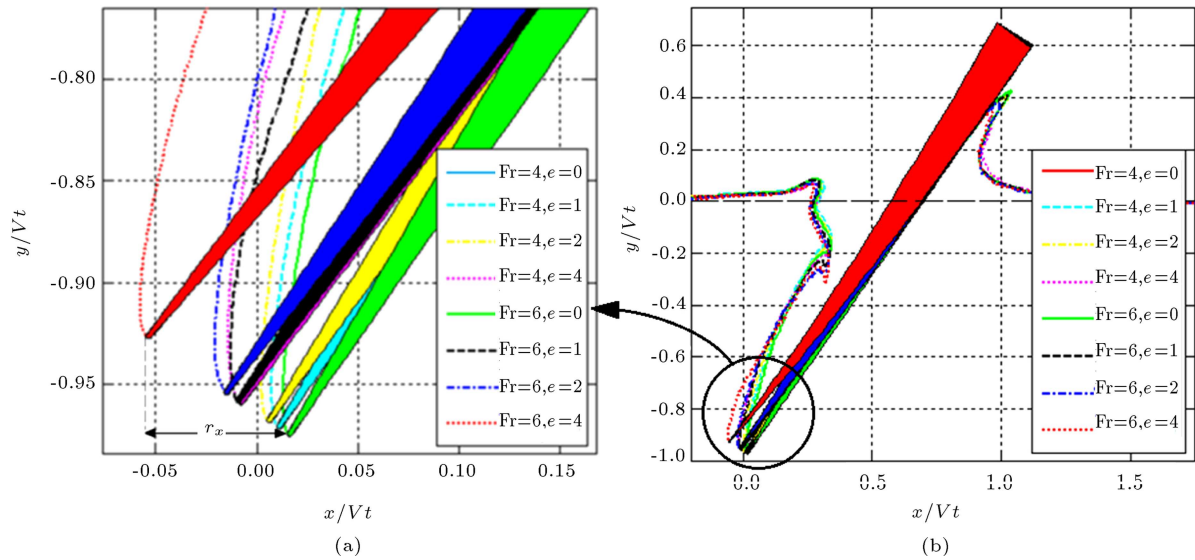 -0.80
-0.85
-0.90
-0.95
y/Vt
-0.05
0.00
0.05
0.10
0.15
x/Vt
(a)
r_x
Fr=4,e=0
Fr=4,e=1
Fr=4,e=2
Fr=4,e=4
Fr=6,e=0
Fr=6,e=1
Fr=6,e=2
Fr=6,e=4
0.6
0.4
0.2
0.0
-0.2
-0.4
-0.6
-0.8
-1.0
y/Vt
0.0
0.5
1.0
1.5
x/Vt
(b)
Fr=4,e=0
Fr=4,e=1
Fr=4,e=2
Fr=4,e=4
Fr=6,e=0
Fr=6,e=1
Fr=6,e=2
Fr=6,e=4